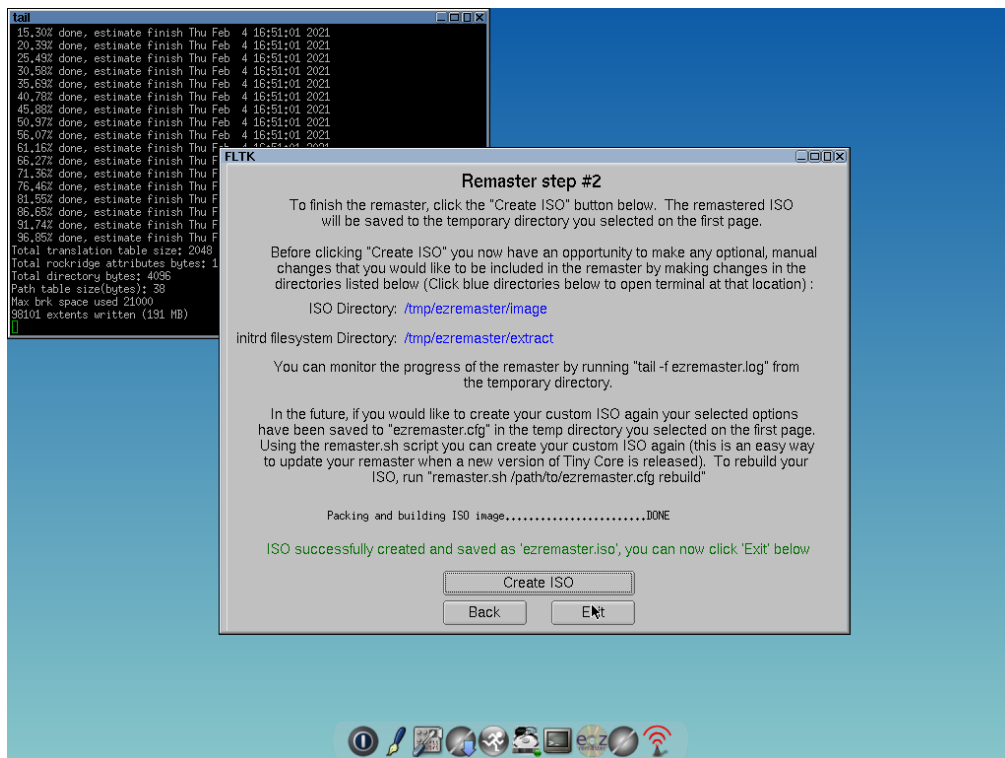 tail
15.30% done, estimate finish Thu Feb  4 16:51:01 2021
20.39% done, estimate finish Thu Feb  4 16:51:01 2021
25.49% done, estimate finish Thu Feb  4 16:51:01 2021
30.58% done, estimate finish Thu Feb  4 16:51:01 2021
35.69% done, estimate finish Thu Feb  4 16:51:01 2021
40.78% done, estimate finish Thu Feb  4 16:51:01 2021
45.88% done, estimate finish Thu Feb  4 16:51:01 2021
50.97% done, estimate finish Thu Feb  4 16:51:01 2021
56.07% done, estimate finish Thu Feb  4 16:51:01 2021
61.16% done, estimate finish Thu Feb  4 16:51:01 2021
66.27% done, estimate finish Thu F
71.36% done, estimate finish Thu F
76.46% done, estimate finish Thu F
81.55% done, estimate finish Thu F
86.65% done, estimate finish Thu F
91.74% done, estimate finish Thu F
96.85% done, estimate finish Thu F
Total translation table size: 2048
Total rockridge attributes bytes: 1
Total directory bytes: 4096
Path table size(bytes): 38
Max brk space used 21000
98101 extents written (191 MB)
FLTK
Remaster step #2
To finish the remaster, click the "Create ISO" button below.  The remastered ISO
will be saved to the temporary directory you selected on the first page.
Before clicking "Create ISO" you now have an opportunity to make any optional, manual
changes that you would like to be included in the remaster by making changes in the
directories listed below (Click blue directories below to open terminal at that location) :
ISO Directory: /tmp/ezremaster/image
initrd filesystem Directory: /tmp/ezremaster/extract
You can monitor the progress of the remaster by running "tail -f ezremaster.log" from
the temporary directory.
In the future, if you would like to create your custom ISO again your selected options
have been saved to "ezremaster.cfg" in the temp directory you selected on the first page.
Using the remaster.sh script you can create your custom ISO again (this is an easy way
to update your remaster when a new version of Tiny Core is released).  To rebuild your
ISO, run "remaster.sh /path/to/ezremaster.cfg rebuild"
Packing and building ISO image........................DONE
ISO successfully created and saved as 'ezremaster.iso', you can now click 'Exit' below
Create ISO
Back
Exit